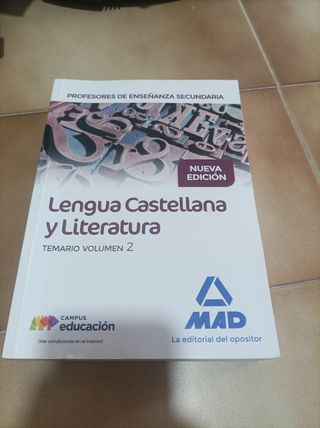 PROFESORES DE ENSEÑANZA SECUNDARIA
NUEVA
EDICIÓN
Lengua Castellana
y Literatura
TEMARIO VOLUMEN 2
CAMPUS
educación
(Ver condiciones en el interior)
MAD
La editorial del opositor